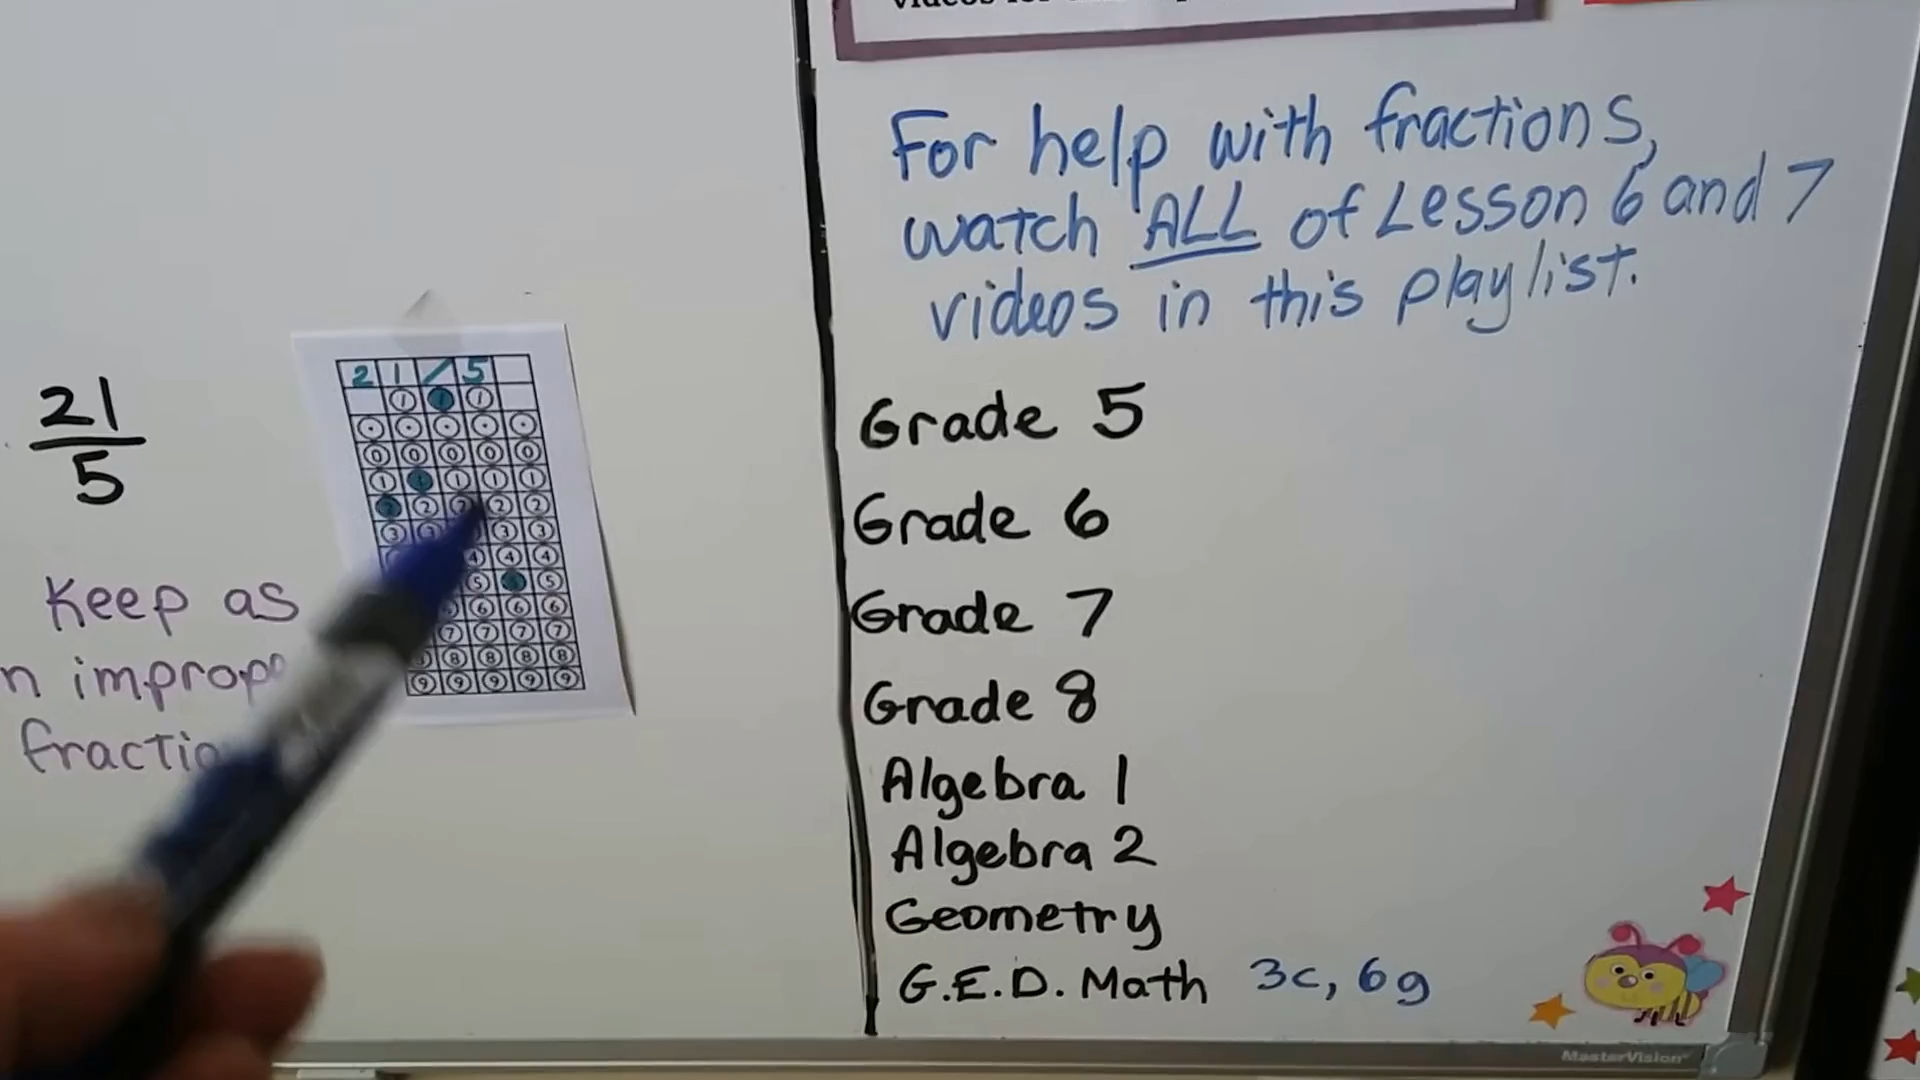 For help with fractions,
watch ALL of Lesson 6 and 7
videos in this playlist.
21
5
Keep as
fraction
2 1 / 5
Grade 5
Grade 6
Grade 7
Grade 8
Algebra 1
Algebra 2
Geometry
G.E.D. Math 3c, 6g
MasterVision